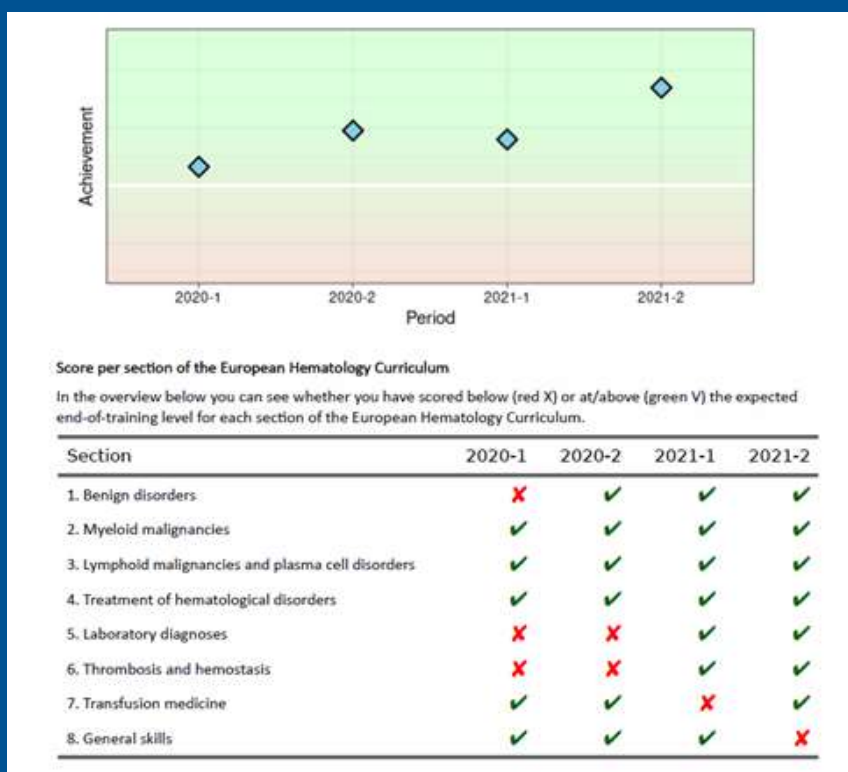 Achievement
2020-1 2020-2 2021-1 2021-2
Period
Score per section of the European Hematology Curriculum
In the overview below you can see whether you have scored below (red X) or at/above (green V) the expected
end-of-training level for each section of the European Hematology Curriculum.
Section 2020-1 2020-2 2021-1 2021-2
1. Benign disorders ✘ ✔ ✔ ✔
2. Myeloid malignancies ✔ ✔ ✔ ✔
3. Lymphoid malignancies and plasma cell disorders ✔ ✔ ✔ ✔
4. Treatment of hematological disorders ✔ ✔ ✔ ✔
5. Laboratory diagnoses ✘ ✘ ✔ ✔
6. Thrombosis and hemostasis ✘ ✘ ✔ ✔
7. Transfusion medicine ✔ ✔ ✘ ✔
8. General skills ✔ ✔ ✔ ✘